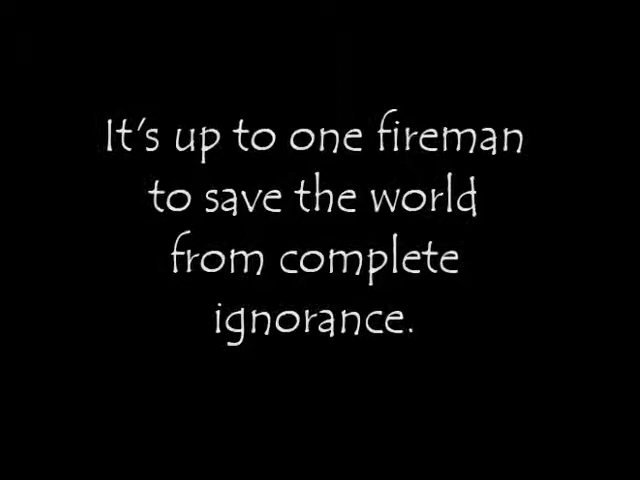 It's up to one fireman
to save the world
from complete
ignorance.